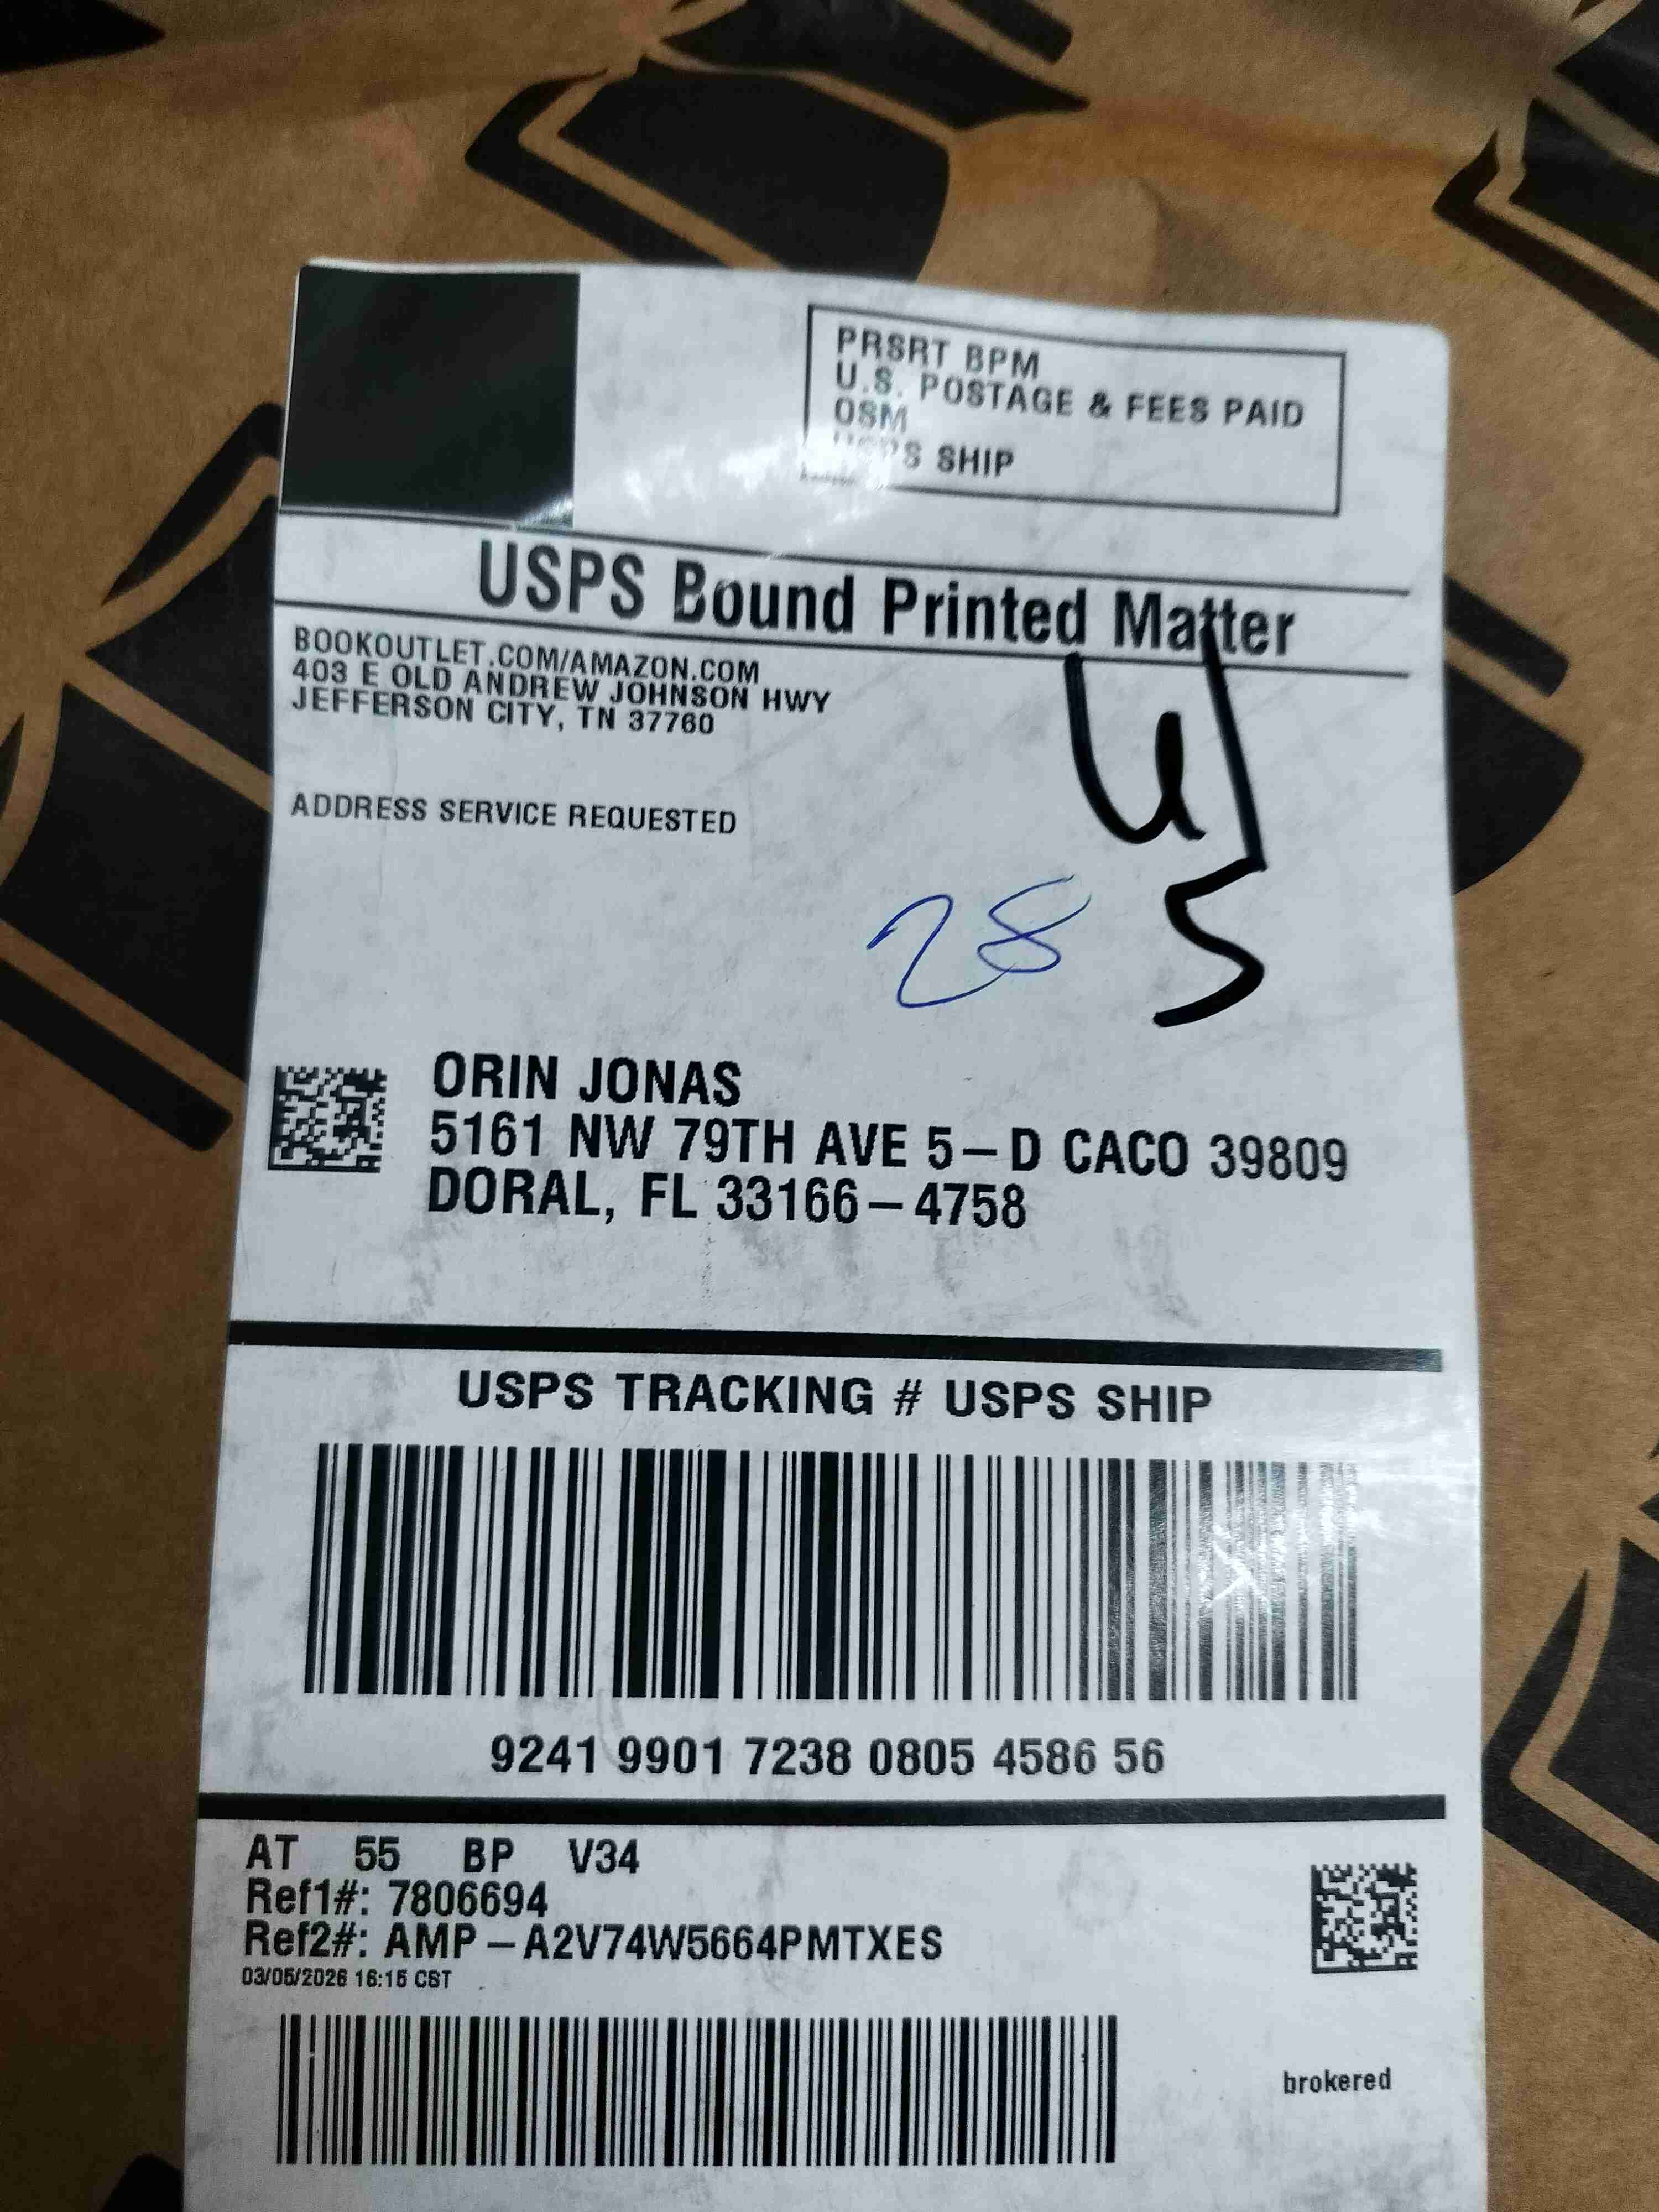 PRSRT BPM
U.S. POSTAGE & FEES PAID
OSM
USPS SHIP
USPS Bound Printed Matter
BOOKOUTLET.COM/AMAZON.COM
403 E OLD ANDREW JOHNSON HWY
JEFFERSON CITY, TN 37760
ADDRESS SERVICE REQUESTED
28
5
ORIN JONAS
5161 NW 79TH AVE 5-D CACO 39809
DORAL, FL 33166-4758
USPS TRACKING # USPS SHIP
9241 9901 7238 0805 4586 56
AT 55 BP V34
Ref1#: 7806694
Ref2#: AMP-A2V74W5664PMTXES
03/05/2026 16:15 CST
brokered